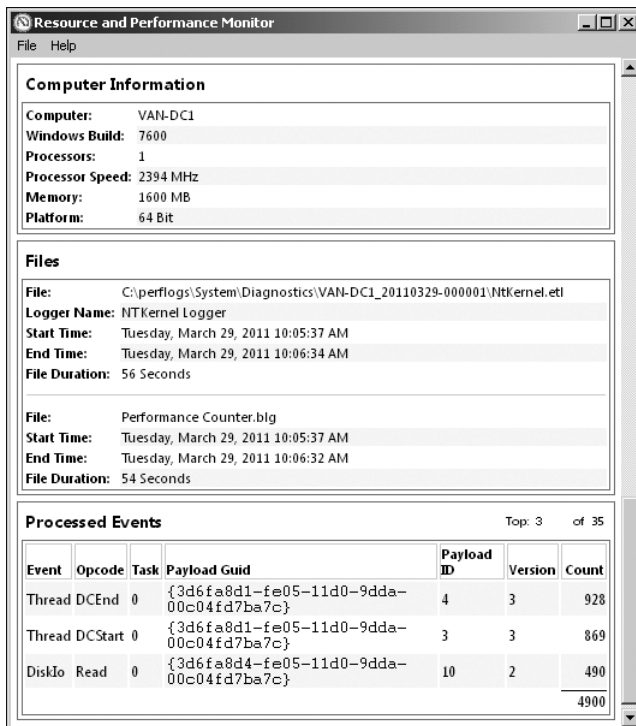 Resource and Performance Monitor
File Help
Computer Information
Computer: VAN-DC1
Windows Build: 7600
Processors: 1
Processor Speed: 2394 MHz
Memory: 1600 MB
Platform: 64 Bit
Files
File: C:\perflogs\System\Diagnostics\VAN-DC1_20110329-000001\NtKernel.etl
Logger Name: NT Kernel Logger
Start Time: Tuesday, March 29, 2011 10:05:37 AM
End Time: Tuesday, March 29, 2011 10:06:34 AM
File Duration: 56 Seconds
File: Performance Counter.blg
Start Time: Tuesday, March 29, 2011 10:05:37 AM
End Time: Tuesday, March 29, 2011 10:06:32 AM
File Duration: 54 Seconds
Processed Events Top: 3 of 35
Event Opcode Task Payload Guid Payload ID Version Count
Thread DCEnd 0 {3d6fa8d1-fe05-11d0-9dda-00c04fd7ba7c} 4 3 928
Thread DCStart 0 {3d6fa8d1-fe05-11d0-9dda-00c04fd7ba7c} 3 3 869
DiskIo Read 0 {3d6fa8d4-fe05-11d0-9dda-00c04fd7ba7c} 10 2 490
4900